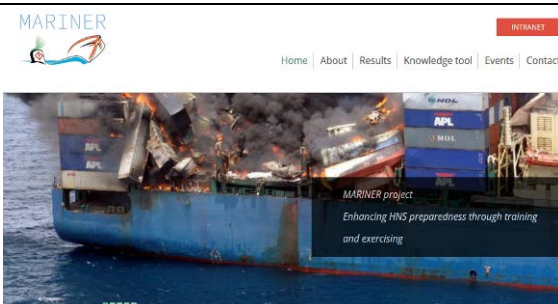 MARINER
INTRANET
Home About Results Knowledge tool Events Contact
NOL
APL
APL
MOL
APL
APL
APL
MARINER project
Enhancing HNS preparedness through training
and exercising